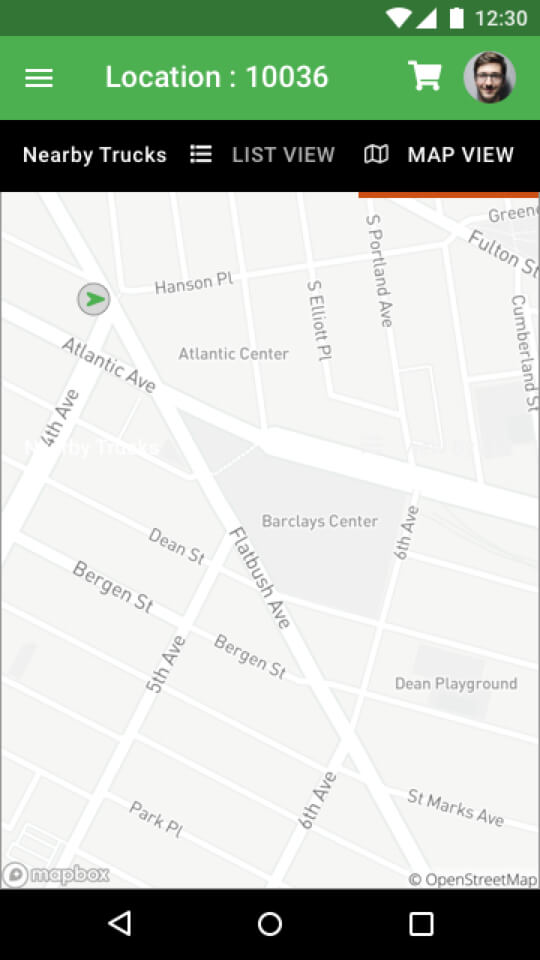 12:30
Location : 10036
Nearby Trucks
LIST VIEW
MAP VIEW
Greene
Fulton St
S Portland Ave
Hanson Pl
S Elliott Pl
Cumberland St
Atlantic Center
Atlantic Ave
4th Ave
Nearby Trucks
Barclays Center
6th Ave
Dean St
Flatbush Ave
Bergen St
Bergen St
5th Ave
Dean Playground
6th Ave
St Marks Ave
Park Pl
mapbox
© OpenStreetMap